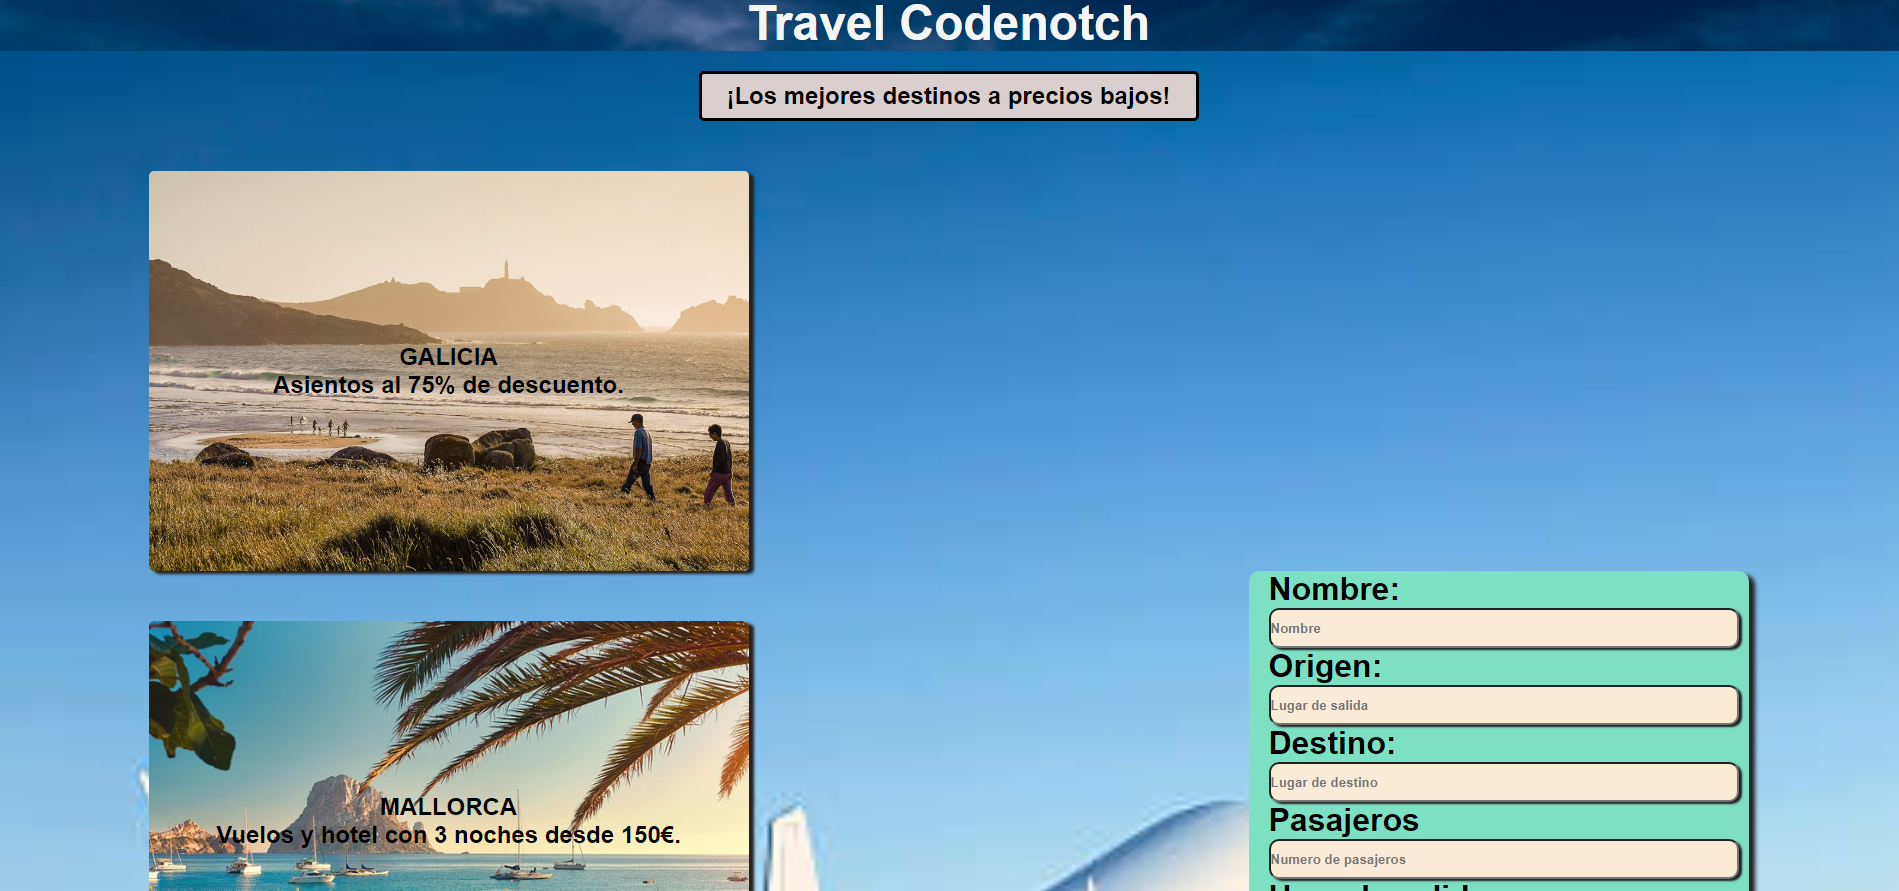 Travel Codenotch
¡Los mejores destinos a precios bajos!
GALICIA
Asientos al 75% de descuento.
MALLORCA
Vuelos y hotel con 3 noches desde 150€.
Nombre:
Nombre
Origen:
Lugar de salida
Destino:
Lugar de destino
Pasajeros
Numero de pasajeros